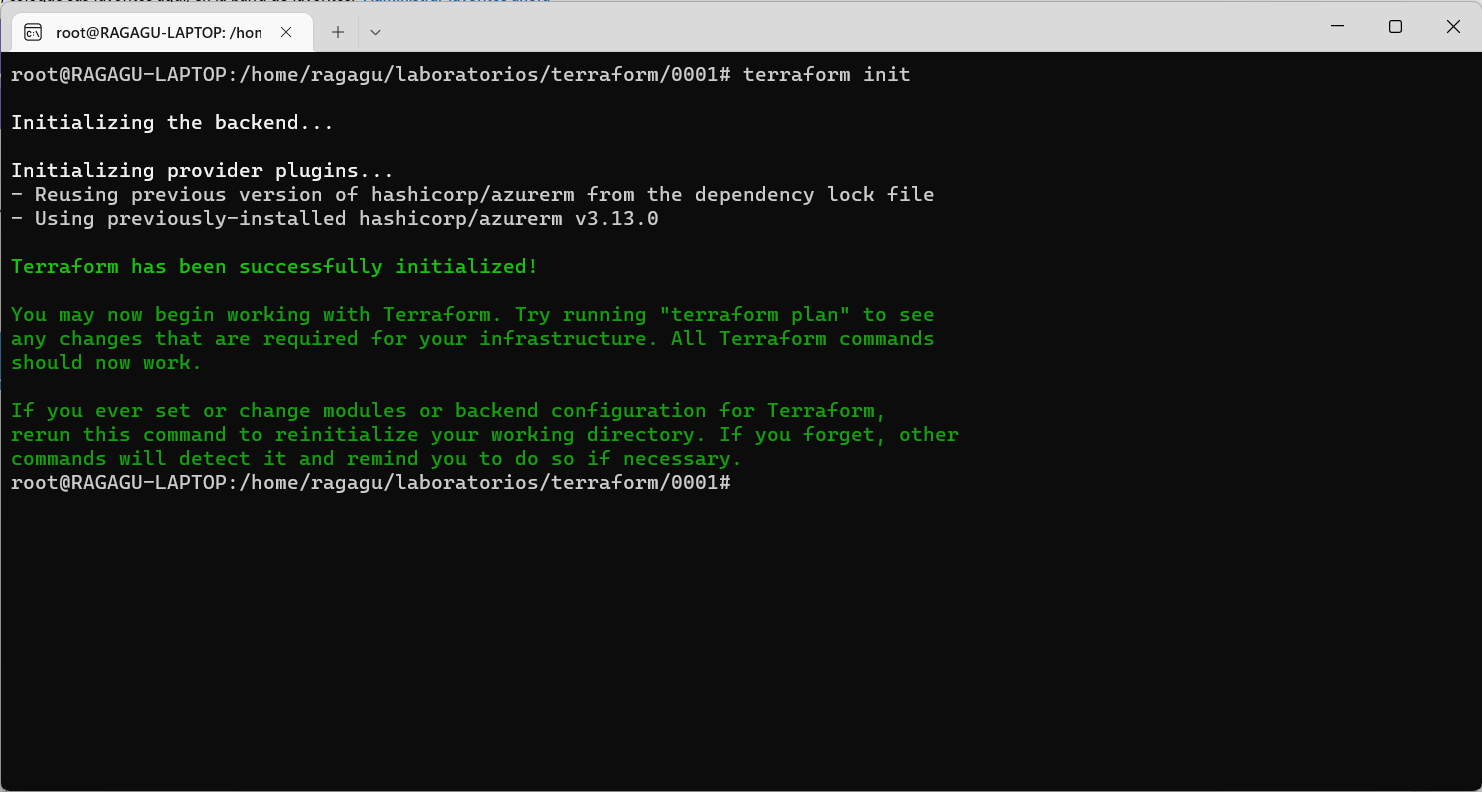 root@RAGAGU-LAPTOP: /hon
root@RAGAGU-LAPTOP:/home/ragagu/laboratorios/terraform/0001# terraform init
Initializing the backend...
Initializing provider plugins...
- Reusing previous version of hashicorp/azurerm from the dependency lock file
- Using previously-installed hashicorp/azurerm v3.13.0
Terraform has been successfully initialized!
You may now begin working with Terraform. Try running "terraform plan" to see
any changes that are required for your infrastructure. All Terraform commands
should now work.
If you ever set or change modules or backend configuration for Terraform,
rerun this command to reinitialize your working directory. If you forget, other
commands will detect it and remind you to do so if necessary.
root@RAGAGU-LAPTOP:/home/ragagu/laboratorios/terraform/0001#